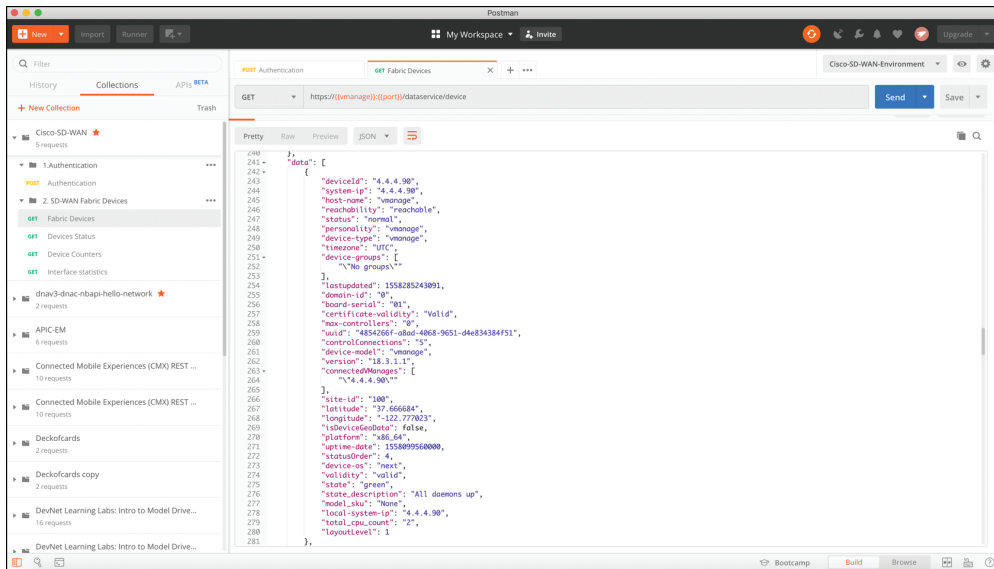 Postman
New
Import
Runner
My Workspace
Invite
Upgrade
Filter
History
Collections
APIs BETA
+ New Collection
Trash
Cisco-SD-WAN
5 requests
1.Authentication
POST Authentication
2. SD-WAN Fabric Devices
GET Fabric Devices
GET Devices Status
GET Device Counters
GET Interface statistics
dnav3-dnac-nbapi-hello-network
2 requests
APIC-EM
6 requests
Connected Mobile Experiences (CMX) REST ...
10 requests
Connected Mobile Experiences (CMX) REST ...
10 requests
Deckofcards
2 requests
Deckofcards copy
2 requests
DevNet Learning Labs: Intro to Model Drive...
16 requests
DevNet Learning Labs: Intro to Model Drive...
POST Authentication
GET Fabric Devices
Cisco-SD-WAN-Environment
GET
https://{{vmanage}}:{{port}}/dataservice/device
Send
Save
Pretty
Raw
Preview
JSON
240 },
241 "data": [
242 {
243 "deviceId": "4.4.4.90",
244 "system-ip": "4.4.4.90",
245 "host-name": "vmanage",
246 "reachability": "reachable",
247 "status": "normal",
248 "personality": "vmanage",
249 "device-type": "vmanage",
250 "timezone": "UTC",
251 "device-groups": [
252 "\"No groups\""
253 ],
254 "lastupdated": 1558285243091,
255 "domain-id": "0",
256 "board-serial": "01",
257 "certificate-validity": "Valid",
258 "max-controllers": "0",
259 "uuid": "4854266f-a8ad-4068-9651-d4e834384f51",
260 "controlConnections": "5",
261 "device-model": "vmanage",
262 "version": "18.3.1.1",
263 "connectedVManages": [
264 "\"4.4.4.90\""
265 ],
266 "site-id": "100",
267 "latitude": "37.666684",
268 "longitude": "-122.777023",
269 "isDeviceGeoData": false,
270 "platform": "x86_64",
271 "uptime-date": 1558099560000,
272 "statusOrder": 4,
273 "device-os": "next",
274 "validity": "valid",
275 "state": "green",
276 "state_description": "All daemons up",
277 "model_sku": "None",
278 "local-system-ip": "4.4.4.90",
279 "total_cpu_count": "2",
280 "layoutLevel": 1
281 },
Bootcamp
Build
Browse